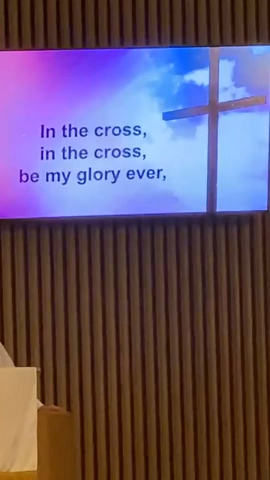 In the cross,
in the cross,
be my glory ever,